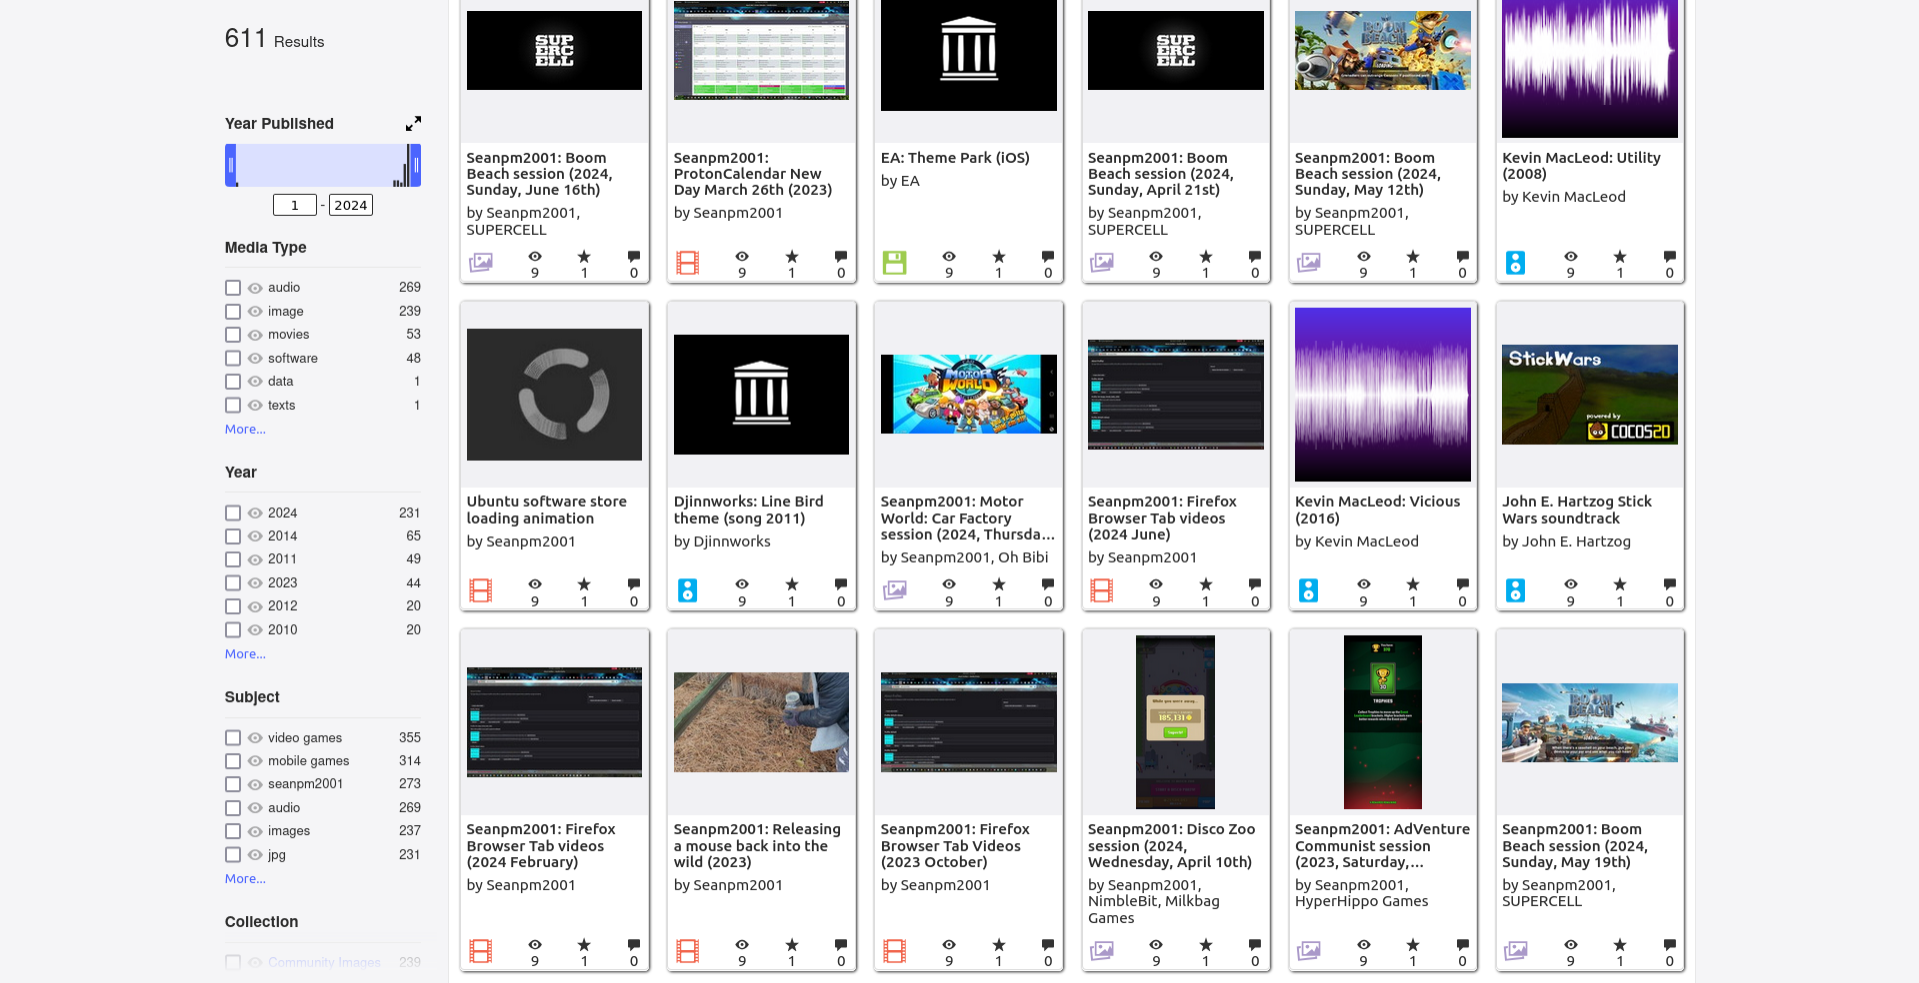 611 Results
Year Published
1 - 2024
Media Type
audio 269
image 239
movies 53
software 48
data 1
texts 1
More...
Year
2024 231
2014 65
2011 49
2023 44
2012 20
2010 20
More...
Subject
video games 355
mobile games 314
seanpm2001 273
audio 269
images 237
jpg 231
More...
Collection
Community Images 239
SUP
ERC
ELL
Seanpm2001: Boom
Beach session (2024,
Sunday, June 16th)
by Seanpm2001,
SUPERCELL
9 1 0
Seanpm2001:
ProtonCalendar New
Day March 26th (2023)
by Seanpm2001
9 1 0
EA: Theme Park (iOS)
by EA
9 1 0
SUP
ERC
ELL
Seanpm2001: Boom
Beach session (2024,
Sunday, April 21st)
by Seanpm2001,
SUPERCELL
9 1 0
BOOM
BEACH
Seanpm2001: Boom
Beach session (2024,
Sunday, May 12th)
by Seanpm2001,
SUPERCELL
9 1 0
Kevin MacLeod: Utility
(2008)
by Kevin MacLeod
9 1 0
Ubuntu software store
loading animation
by Seanpm2001
9 1 0
Djinnworks: Line Bird
theme (song 2011)
by Djinnworks
9 1 0
MOTOR
WORLD
Seanpm2001: Motor
World: Car Factory
session (2024, Thursda...
by Seanpm2001, Oh Bibi
9 1 0
Seanpm2001: Firefox
Browser Tab videos
(2024 June)
by Seanpm2001
9 1 0
Kevin MacLeod: Vicious
(2016)
by Kevin MacLeod
9 1 0
StickWars
powered by
COCOS2D
John E. Hartzog Stick
Wars soundtrack
by John E. Hartzog
9 1 0
Seanpm2001: Firefox
Browser Tab videos
(2024 February)
by Seanpm2001
9 1 0
Seanpm2001: Releasing
a mouse back into the
wild (2023)
by Seanpm2001
9 1 0
Seanpm2001: Firefox
Browser Tab Videos
(2023 October)
by Seanpm2001
9 1 0
While you were away...
185,131
Seanpm2001: Disco Zoo
session (2024,
Wednesday, April 10th)
by Seanpm2001,
NimbleBit, Milkbag
Games
9 1 0
TROPHIES
Seanpm2001: AdVenture
Communist session
(2023, Saturday,...
by Seanpm2001,
HyperHippo Games
9 1 0
BOOM
BEACH
Seanpm2001: Boom
Beach session (2024,
Sunday, May 19th)
by Seanpm2001,
SUPERCELL
9 1 0